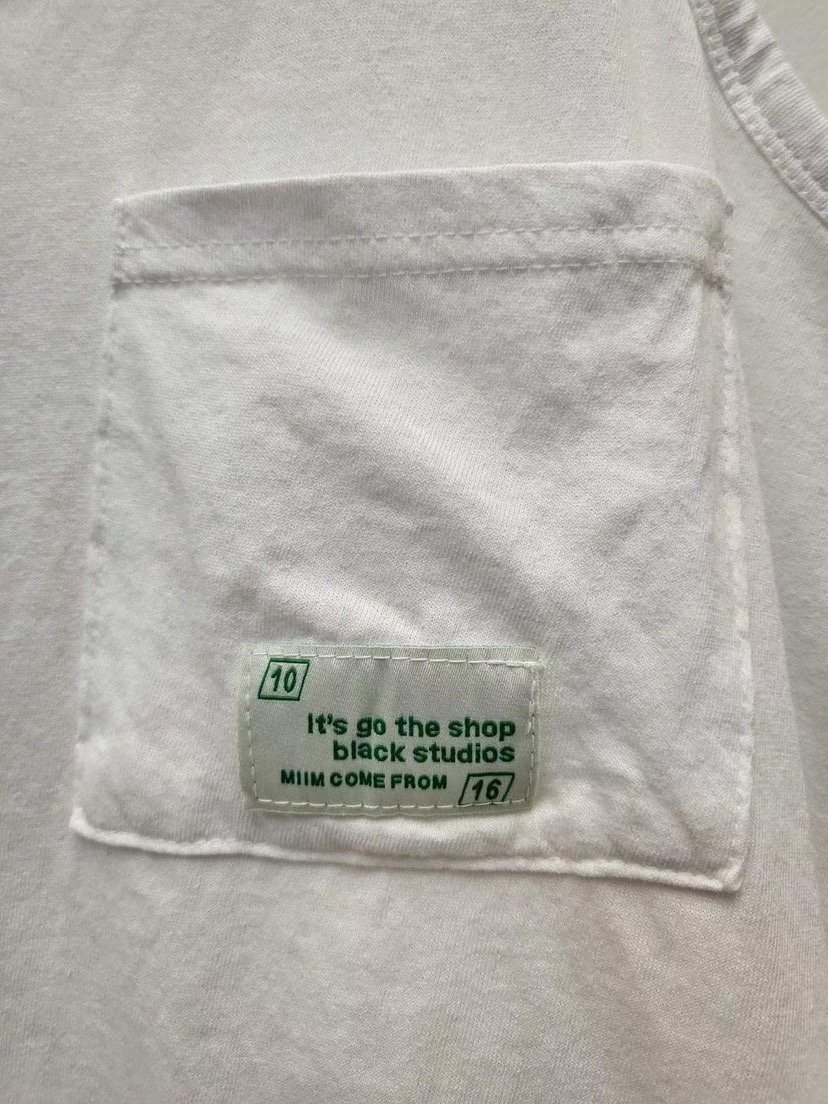 10
It's go the shop
black studios
MIIM COME FROM 16